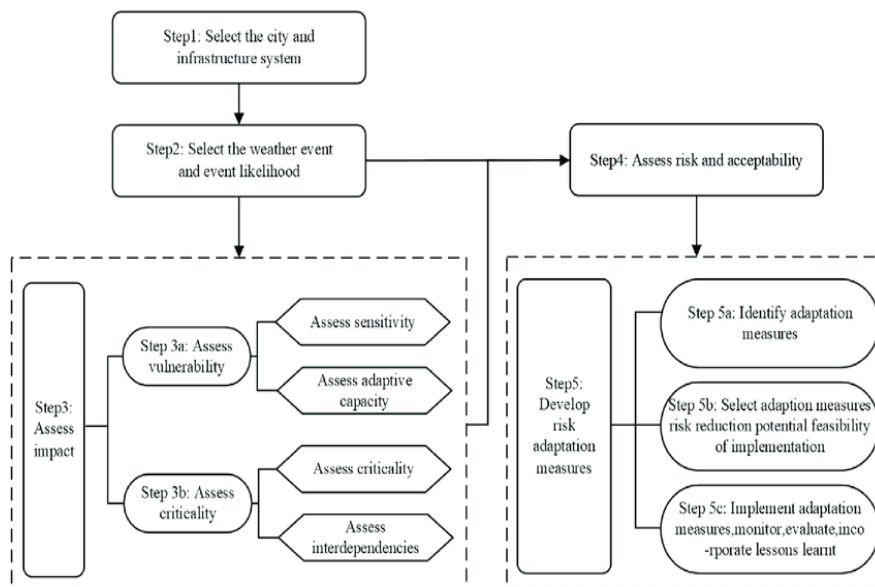 Step1: Select the city and
infrastructure system
Step2: Select the weather event
and event likelihood
Step4: Assess risk and acceptability
Step3:
Assess
impact
Step 3a: Assess
vulnerability
Assess sensitivity
Assess adaptive
capacity
Step 3b: Assess
criticality
Assess criticality
Assess
interdependencies
Step5:
Develop
risk
adaptation
measures
Step 5a: Identify adaptation
measures
Step 5b: Select adaption measures
risk reduction potential feasibility
of implementation
Step 5c: Implement adaptation
measures,monitor,evaluate,inco
-rporate lessons learnt